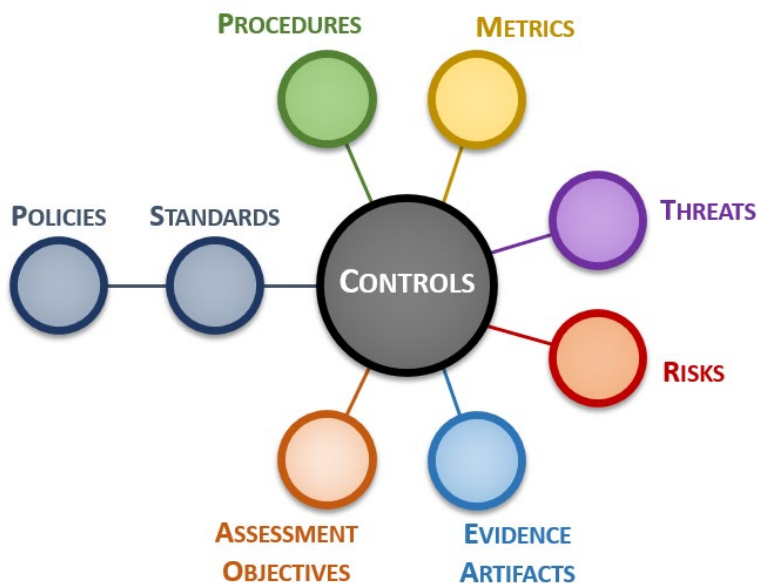 PROCEDURES
METRICS
POLICIES
STANDARDS
THREATS
CONTROLS
RISKS
ASSESSMENT
OBJECTIVES
EVIDENCE
ARTIFACTS